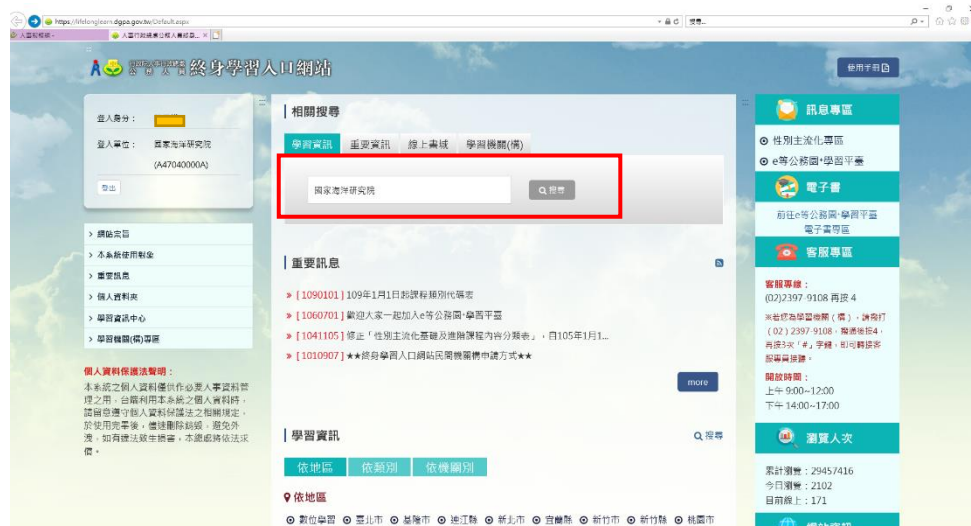 https://lifelonglearn.dgpa.gov.tw/Default.aspx
搜尋...
公務人員終身學習入口網站
使用手冊
登入身分：
登入單位：
國家海洋研究院
(A47040000A)
登出
> 網站宗旨
> 本系統使用對象
> 重要訊息
> 個人資料夾
> 學習資訊中心
> 學習機關(構)專區
個人資料保護法聲明：
本系統之個人資料僅供作必要人事資料管
理之用，台端利用本系統之個人資料時，
請留意遵守個人資料保護法之相關規定，
於使用完畢後，儘速刪除銷毀，避免外
洩，如有違法致生損害，本總處將依法求
償。
相關搜尋
學習資訊
重要資訊
線上書城
學習機關(構)
國家海洋研究院
搜尋
重要訊息
» [ 1090101 ] 109年1月1日起課程類別代碼表
» [ 1060701 ] 歡迎大家一起加入e等公務園+學習平臺
» [ 1041105 ] 修正「性別主流化基礎及進階課程內容分類表」，自105年1月1...
» [ 1010907 ] ★★終身學習入口網站民間機關構申請方式★★
more
學習資訊
搜尋
依地區
依類別
依機關別
依地區
數位學習 臺北市 基隆市 連江縣 新北市 宜蘭縣 新竹市 新竹縣 桃園市
訊息專區
性別主流化專區
e等公務園+學習平臺
電子書
前往e等公務園+學習平臺
電子書專區
客服專區
客服專線：
(02)2397-9108 再按 4
※若您為學習機關（構），請撥打
（02）2397-9108，電通後按4，
再按3次「#」字鍵，即可轉接客
服專員接聽。
開放時間：
上午 9:00~12:00
下午 14:00~17:00
瀏覽人次
累計瀏覽：29457416
今日瀏覽：2102
目前線上：171